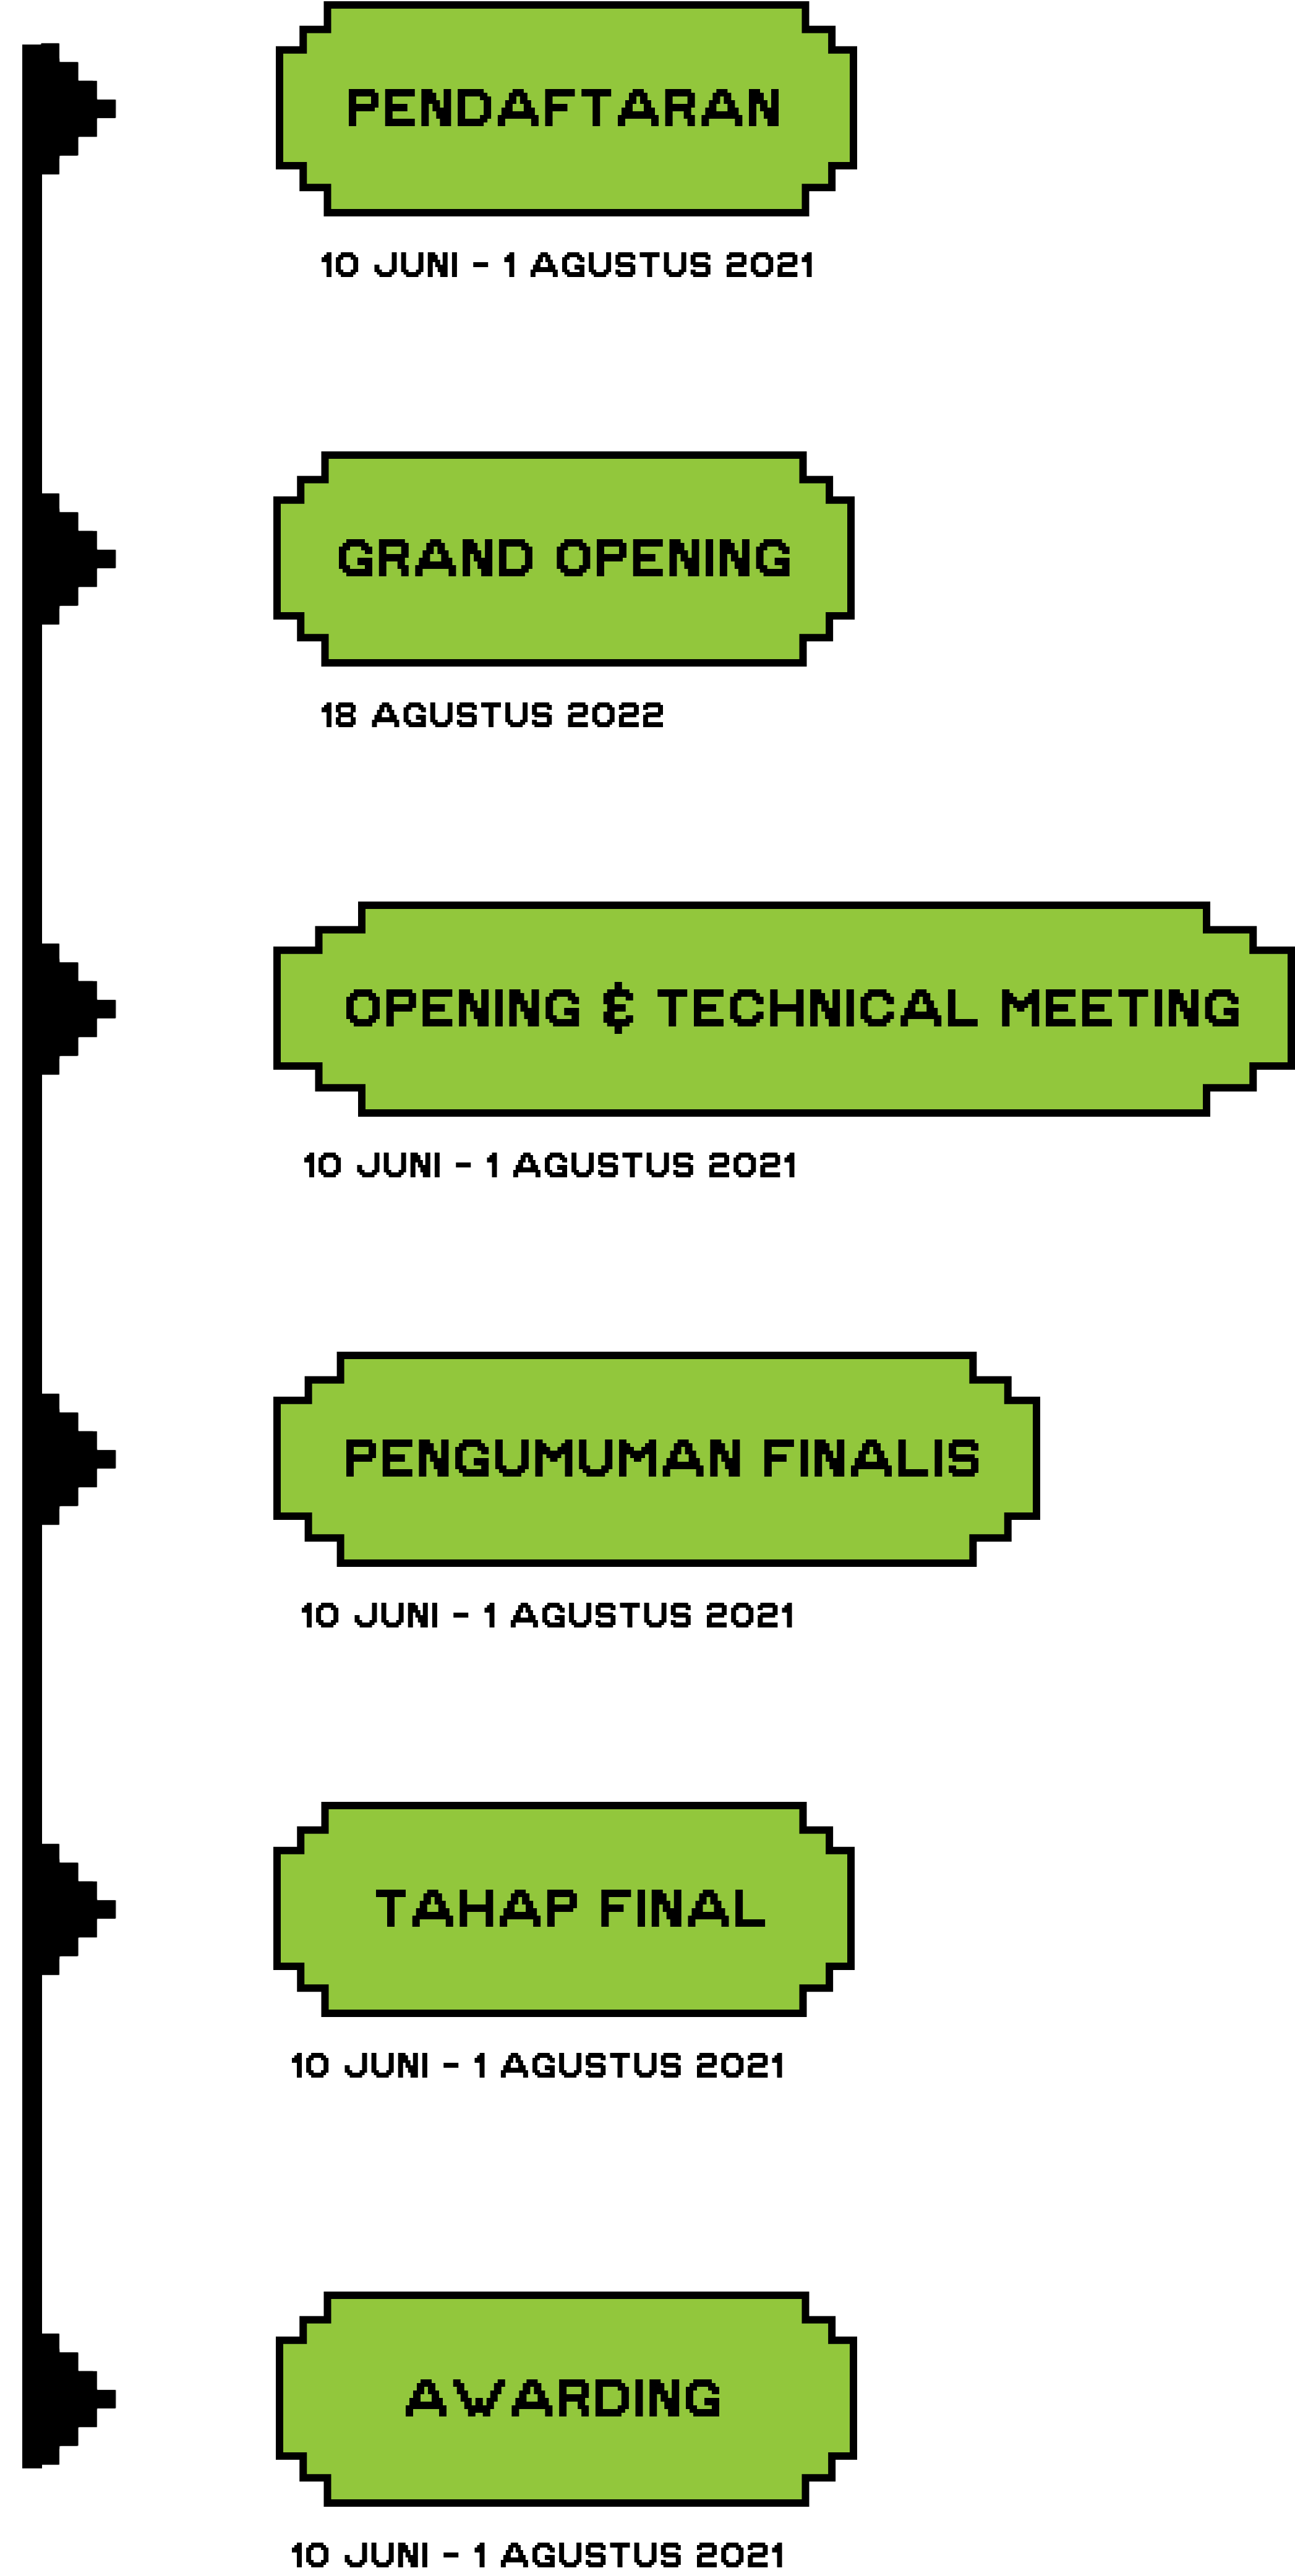 PENDAFTARAN
10 JUNI - 1 AGUSTUS 2021
GRAND OPENING
18 AGUSTUS 2022
OPENING & TECHNICAL MEETING
10 JUNI - 1 AGUSTUS 2021
PENGUMUMAN FINALIS
10 JUNI - 1 AGUSTUS 2021
TAHAP FINAL
10 JUNI - 1 AGUSTUS 2021
AWARDING
10 JUNI - 1 AGUSTUS 2021